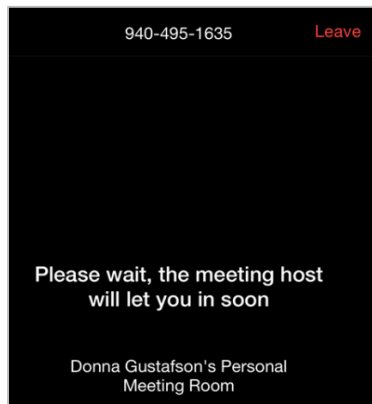 940-495-1635
Leave
Please wait, the meeting host
will let you in soon
Donna Gustafson's Personal
Meeting Room